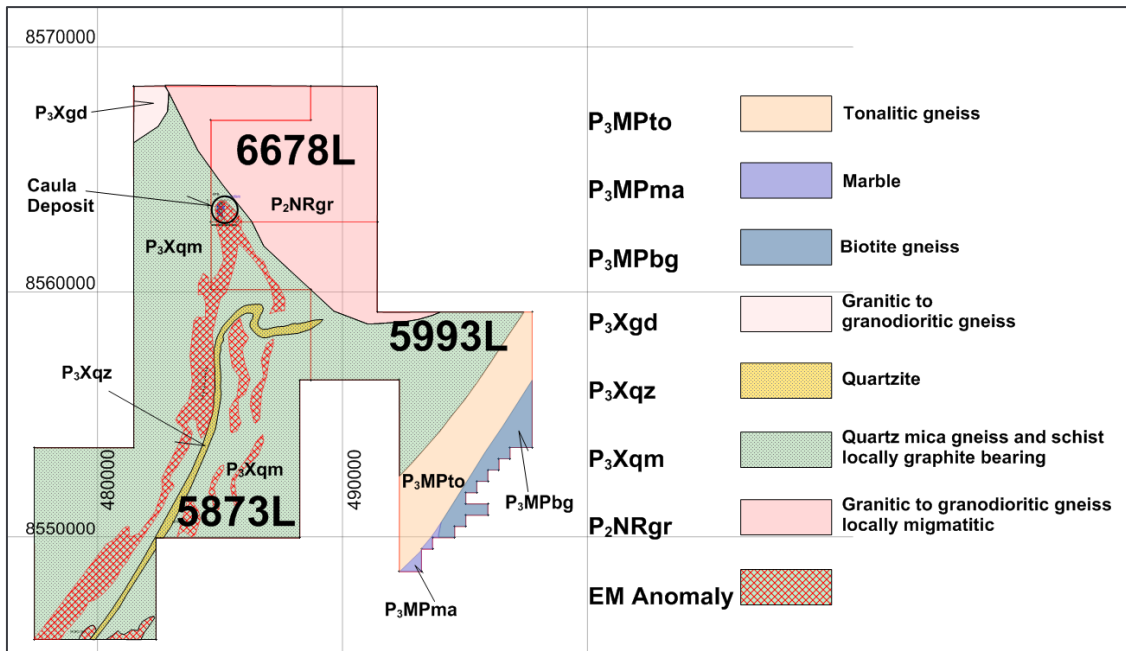 8570000
P₃Xgd
6678L
Caula
Deposit
P₂NRgr
P₃Xqm
8560000
5993L
P₃Xqz
480000
490000
P₃Xqm
P₃MPto
P₃MPbg
5873L
8550000
P₃MPma
P₃MPto
Tonalitic gneiss
P₃MPma
Marble
P₃MPbg
Biotite gneiss
P₃Xgd
Granitic to
granodioritic gneiss
P₃Xqz
Quartzite
P₃Xqm
Quartz mica gneiss and schist
locally graphite bearing
P₂NRgr
Granitic to granodioritic gneiss
locally migmatitic
EM Anomaly